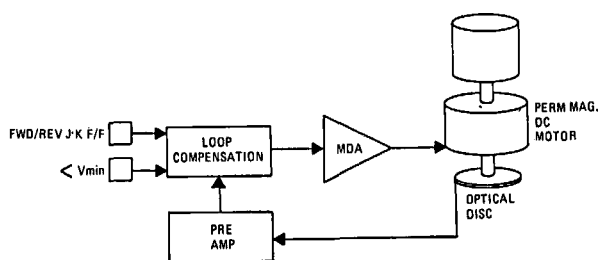 FWD/REV J-K F/F
< Vmin
LOOP
COMPENSATION
MDA
PERM MAG.
DC
MOTOR
OPTICAL
DISC
PRE
AMP